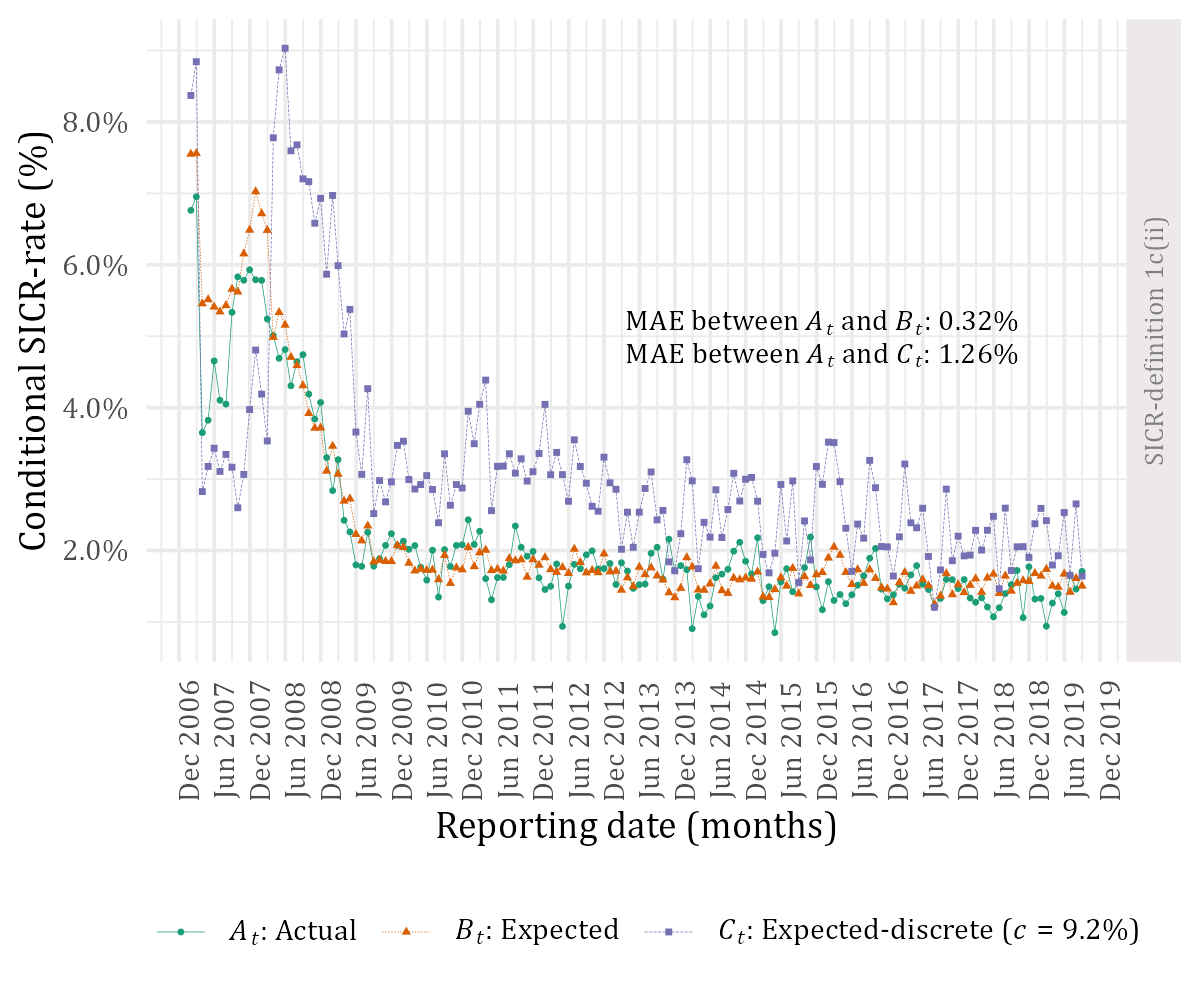 Conditional SICR-rate (%)
8.0%
6.0%
4.0%
2.0%
MAE between A_t and B_t: 0.32%
MAE between A_t and C_t: 1.26%
SICR-definition 1c(ii)
Dec 2006
Jun 2007
Dec 2007
Jun 2008
Dec 2008
Jun 2009
Dec 2009
Jun 2010
Dec 2010
Jun 2011
Dec 2011
Jun 2012
Dec 2012
Jun 2013
Dec 2013
Jun 2014
Dec 2014
Jun 2015
Dec 2015
Jun 2016
Dec 2016
Jun 2017
Dec 2017
Jun 2018
Dec 2018
Jun 2019
Dec 2019
Reporting date (months)
A_t: Actual B_t: Expected C_t: Expected-discrete (c = 9.2%)